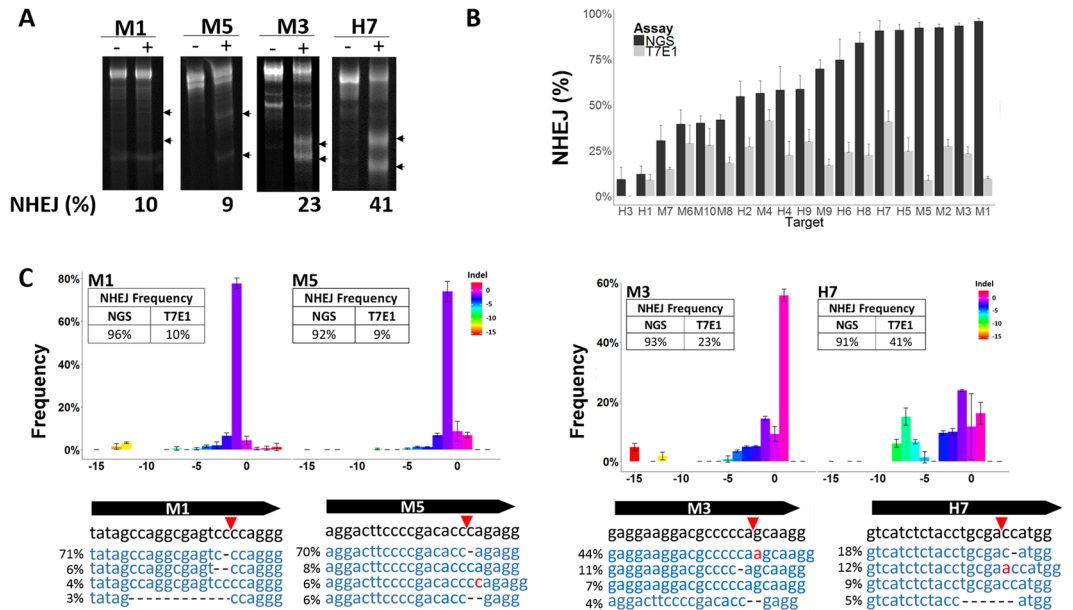 A
M1 M5 M3 H7
- + - + - + - +
NHEJ (%) 10 9 23 41
B
100%
75%
50%
25%
0%
NHEJ (%)
Assay
NGS
T7E1
H3 H1 M7 M6 M10 M8 H2 M4 H4 H9 M9 H6 H8 H7 H5 M5 M2 M3 M1
Target
C
Frequency
80%
60%
40%
20%
0%
M1
NHEJ Frequency
NGS T7E1
96% 10%
-15 -10 -5 0
M5
NHEJ Frequency
NGS T7E1
92% 9%
Indel
0
-5
-10
-15
-15 -10 -5 0
Frequency
60%
40%
20%
0%
M3
NHEJ Frequency
NGS T7E1
93% 23%
-15 -10 -5 0
H7
NHEJ Frequency
NGS T7E1
91% 41%
Indel
0
-5
-10
-15
-15 -10 -5 0
M1
tatagccaggcgagtccccaggg
71% tatagccaggcgagtc-ccaggg
6% tatagccaggcgagt--ccaggg
4% tatagccaggcgagtccccaggg
3% tatag------------ccaggg
M5
aggacttccccgacacccagagg
70% aggacttccccgacacc-agagg
8% aggacttccccgacacccagagg
6% aggacttccccgacacccCagagg
6% aggacttccccgacac--agagg
M3
gaggaaggacgcccccagcaagg
44% gaggaaggacgcccccaagcaagg
11% gaggaaggacgcccc-agcaagg
7% gaggaaggacgcccccagcaagg
4% aggacttccccgacacc--gagg
H7
gtcatctctacctgcgaccatgg
18% gtcatctctacctgcgac-atgg
12% gtcatctctacctgcgaaccatgg
9% gtcatctctacctgcgaccatgg
5% gtcatctctacc------catgg